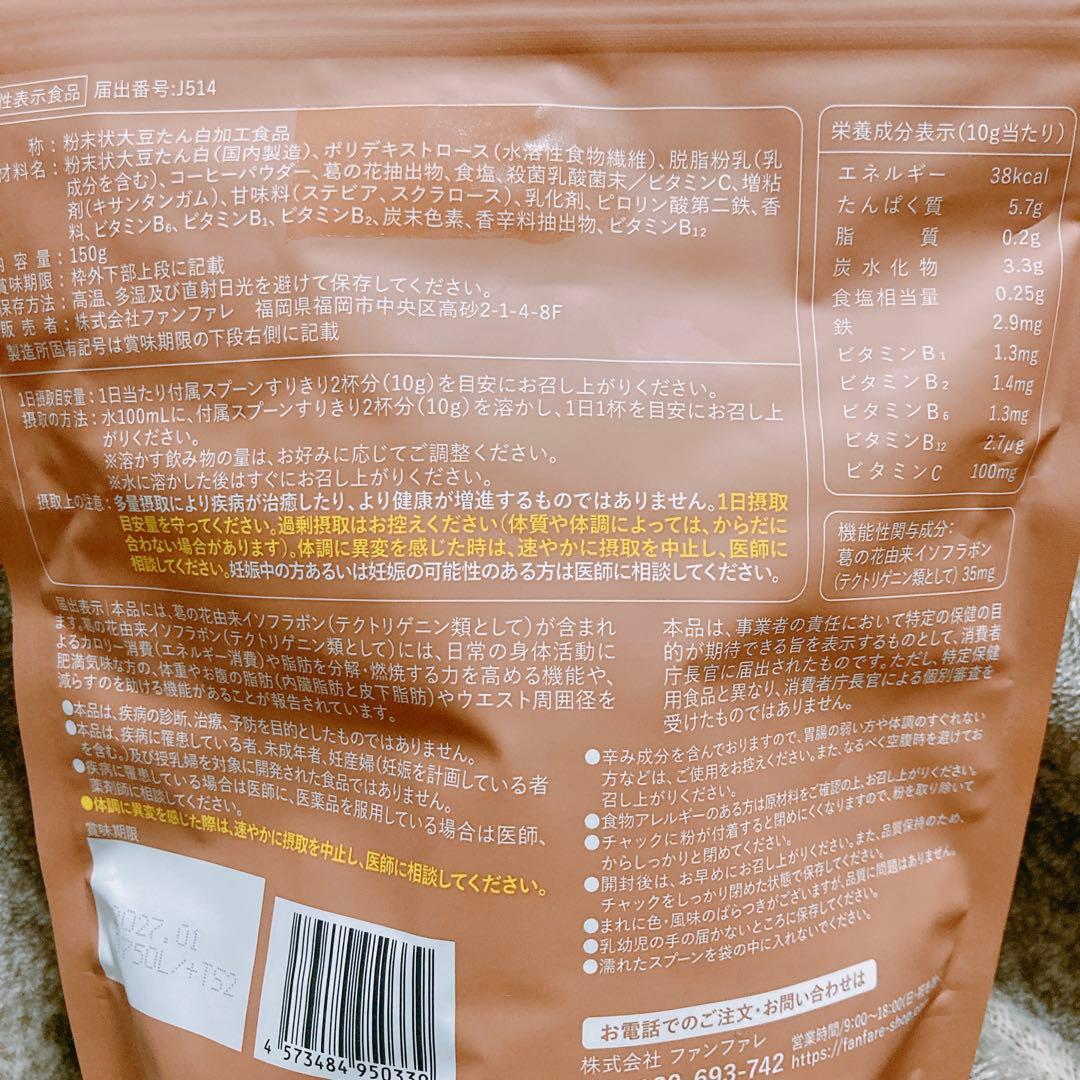 性表示食品 届出番号:J514
称：粉末状大豆たん白加工食品
材料名：粉末状大豆たん白(国内製造)、ポリデキストロース(水溶性食物繊維)、脱脂粉乳(乳
成分を含む)、コーヒーパウダー、葛の花抽出物、食塩、殺菌乳酸菌末／ビタミンC、増粘
剤(キサンタンガム)、甘味料(ステビア、スクラロース)、乳化剤、ピロリン酸第二鉄、香
料、ビタミンB₆、ビタミンB₁、ビタミンB₂、炭末色素、香辛料抽出物、ビタミンB₁₂
内容量：150g
賞味期限：枠外下部上段に記載
保存方法：高温、多湿及び直射日光を避けて保存してください。
販売者：株式会社ファンファレ 福岡県福岡市中央区高砂2-1-4-8F
製造所固有記号は賞味期限の下段右側に記載
1日摂取目安量：1日当たり付属スプーンすりきり2杯分(10g)を目安にお召し上がりください。
摂取の方法：水100mLに、付属スプーンすりきり2杯分(10g)を溶かし、1日1杯を目安にお召し上
がりください。
※溶かす飲み物の量は、お好みに応じてご調整ください。
※水に溶かした後はすぐにお召し上がりください。
摂取上の注意：多量摂取により疾病が治癒したり、より健康が増進するものではありません。1日摂取
目安量を守ってください。過剰摂取はお控えください(体質や体調によっては、からだに
合わない場合があります)。体調に異変を感じた時は、速やかに摂取を中止し、医師に
相談してください。妊娠中の方あるいは妊娠の可能性のある方は医師に相談してください。
栄養成分表示(10g当たり)
エネルギー 38kcal
たんぱく質 5.7g
脂質 0.2g
炭水化物 3.3g
食塩相当量 0.25g
鉄 2.9mg
ビタミンB₁ 1.3mg
ビタミンB₂ 1.4mg
ビタミンB₆ 1.3mg
ビタミンB₁₂ 2.7μg
ビタミンC 100mg
機能性関与成分：
葛の花由来イソフラボン
(テクトリゲニン類として) 35mg
届出表示|本品には、葛の花由来イソフラボン(テクトリゲニン類として)が含まれ
ます。葛の花由来イソフラボン(テクトリゲニン類として)には、日常の身体活動に
よるカロリー消費(エネルギー消費)や脂肪を分解・燃焼する力を高める機能や、
肥満気味な方の、体重やお腹の脂肪(内臓脂肪と皮下脂肪)やウエスト周囲径を
減らすのを助ける機能があることが報告されています。
●本品は、疾病の診断、治療、予防を目的としたものではありません。
●本品は、疾病に罹患している者、未成年者、妊産婦(妊娠を計画している者
を含む。)及び授乳婦を対象に開発された食品ではありません。
●疾病に罹患している場合は医師に、医薬品を服用している場合は医師、
薬剤師に相談してください。
●体調に異変を感じた際は、速やかに摂取を中止し、医師に相談してください。
本品は、事業者の責任において特定の保健の目
的が期待できる旨を表示するものとして、消費者
庁長官に届出されたものです。ただし、特定保健
用食品と異なり、消費者庁長官による個別審査を
受けたものではありません。
●辛み成分を含んでおりますので、胃腸の弱い方や体調のすぐれない
方などは、ご使用をお控えください。また、なるべく空腹時を避けてお
召し上がりください。
●食物アレルギーのある方は原材料をご確認の上、お召し上がりください。
●チャックに粉が付着すると閉めにくくなりますので、粉を取り除いて
からしっかりと閉めてください。
●開封後は、お早めにお召し上がりください。また、品質保持のため、
チャックをしっかり閉めた状態で保存してください。
●まれに色・風味のばらつきがございますが、品質に問題はありません。
●乳幼児の手の届かないところに保存してください。
●濡れたスプーンを袋の中に入れないでください。
賞味期限
2027.01
T50L/+T52
4 573484 950339
お電話でのご注文・お問い合わせは
株式会社 ファンファレ
693-742
営業時間/9:00〜18:00(日・祝
https://fanfare-shop.